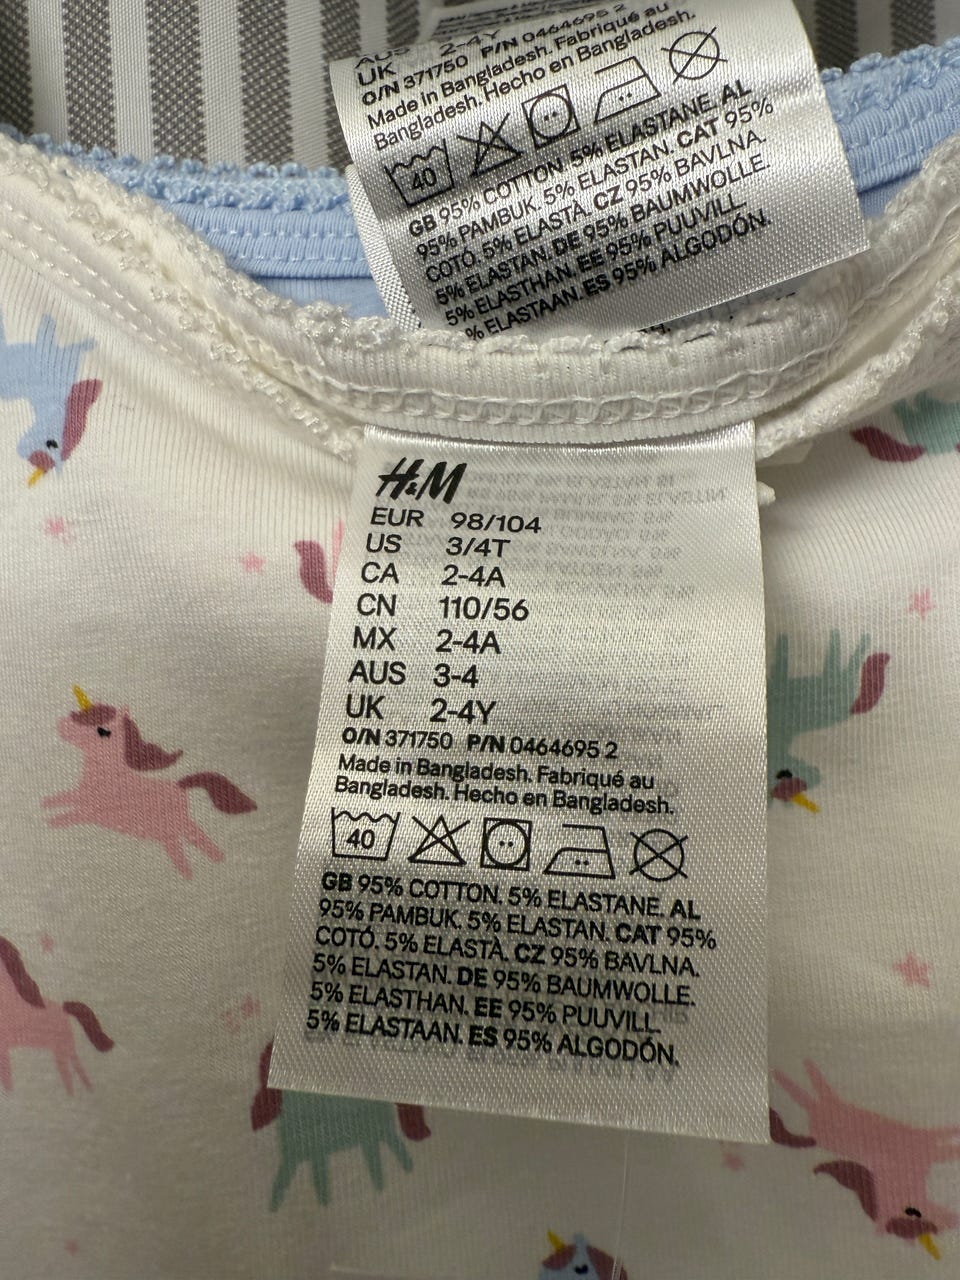 AUS
UK 2-4Y
O/N 371750 P/N 0464695 2
Made in Bangladesh. Fabriqué au
Bangladesh. Hecho en Bangladesh.
40
GB 95% COTTON. 5% ELASTANE. AL
95% PAMBUK. 5% ELASTAN. CAT 95%
COTÓ. 5% ELASTÀ. CZ 95% BAVLNA.
5% ELASTAN. DE 95% BAUMWOLLE.
5% ELASTHAN. EE 95% PUUVILL.
% ELASTAAN. ES 95% ALGODÓN.
H&M
EUR 98/104
US 3/4T
CA 2-4A
CN 110/56
MX 2-4A
AUS 3-4
UK 2-4Y
O/N 371750 P/N 0464695 2
Made in Bangladesh. Fabriqué au
Bangladesh. Hecho en Bangladesh.
40
GB 95% COTTON. 5% ELASTANE. AL
95% PAMBUK. 5% ELASTAN. CAT 95%
COTÓ. 5% ELASTÀ. CZ 95% BAVLNA.
5% ELASTAN. DE 95% BAUMWOLLE.
5% ELASTHAN. EE 95% PUUVILL.
5% ELASTAAN. ES 95% ALGODÓN.